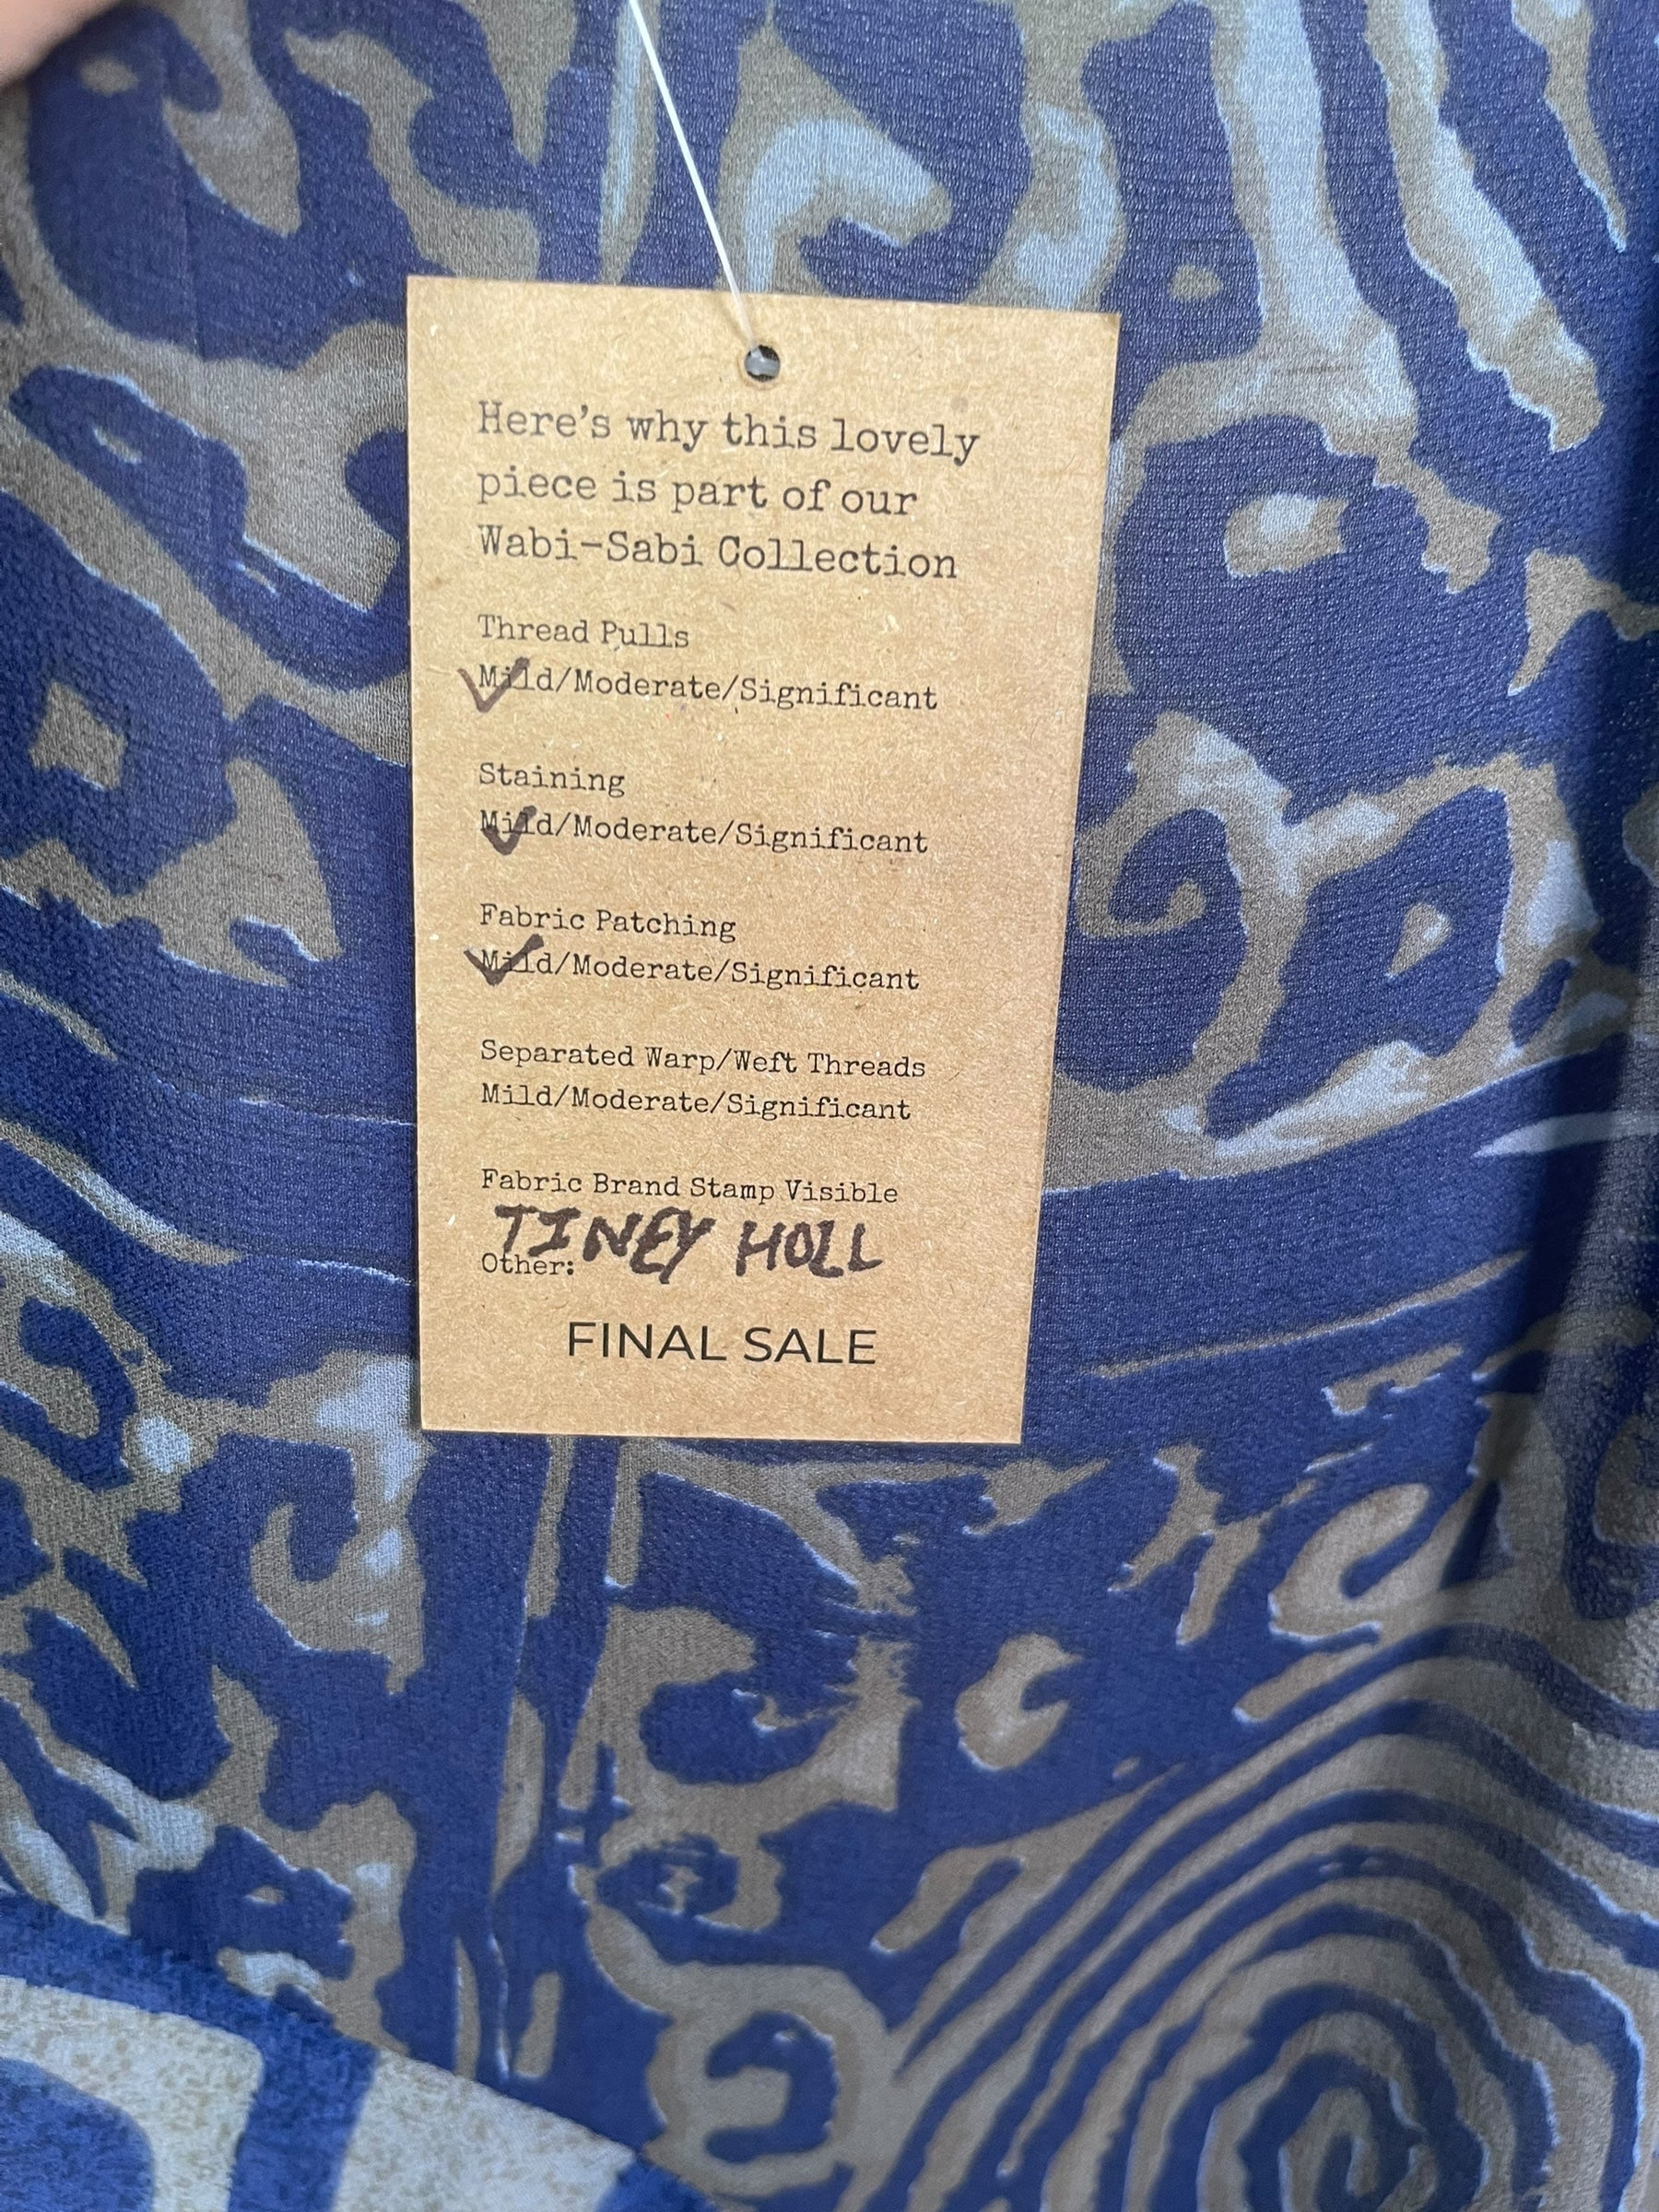 Here's why this lovely
piece is part of our
Wabi-Sabi Collection
Thread Pulls
Mild/Moderate/Significant
Staining
Mild/Moderate/Significant
Fabric Patching
Mild/Moderate/Significant
Separated Warp/Weft Threads
Mild/Moderate/Significant
Fabric Brand Stamp Visible
TINEY HOLL
Other:
FINAL SALE